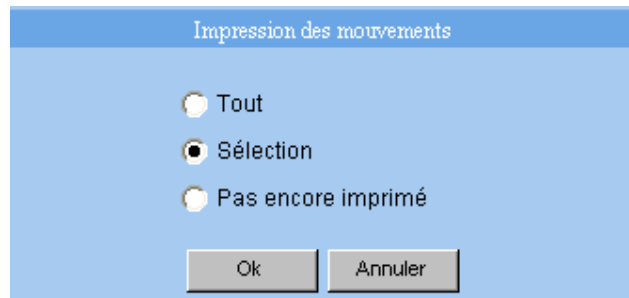 Impression des mouvements
Tout
Sélection
Pas encore imprimé
Ok Annuler